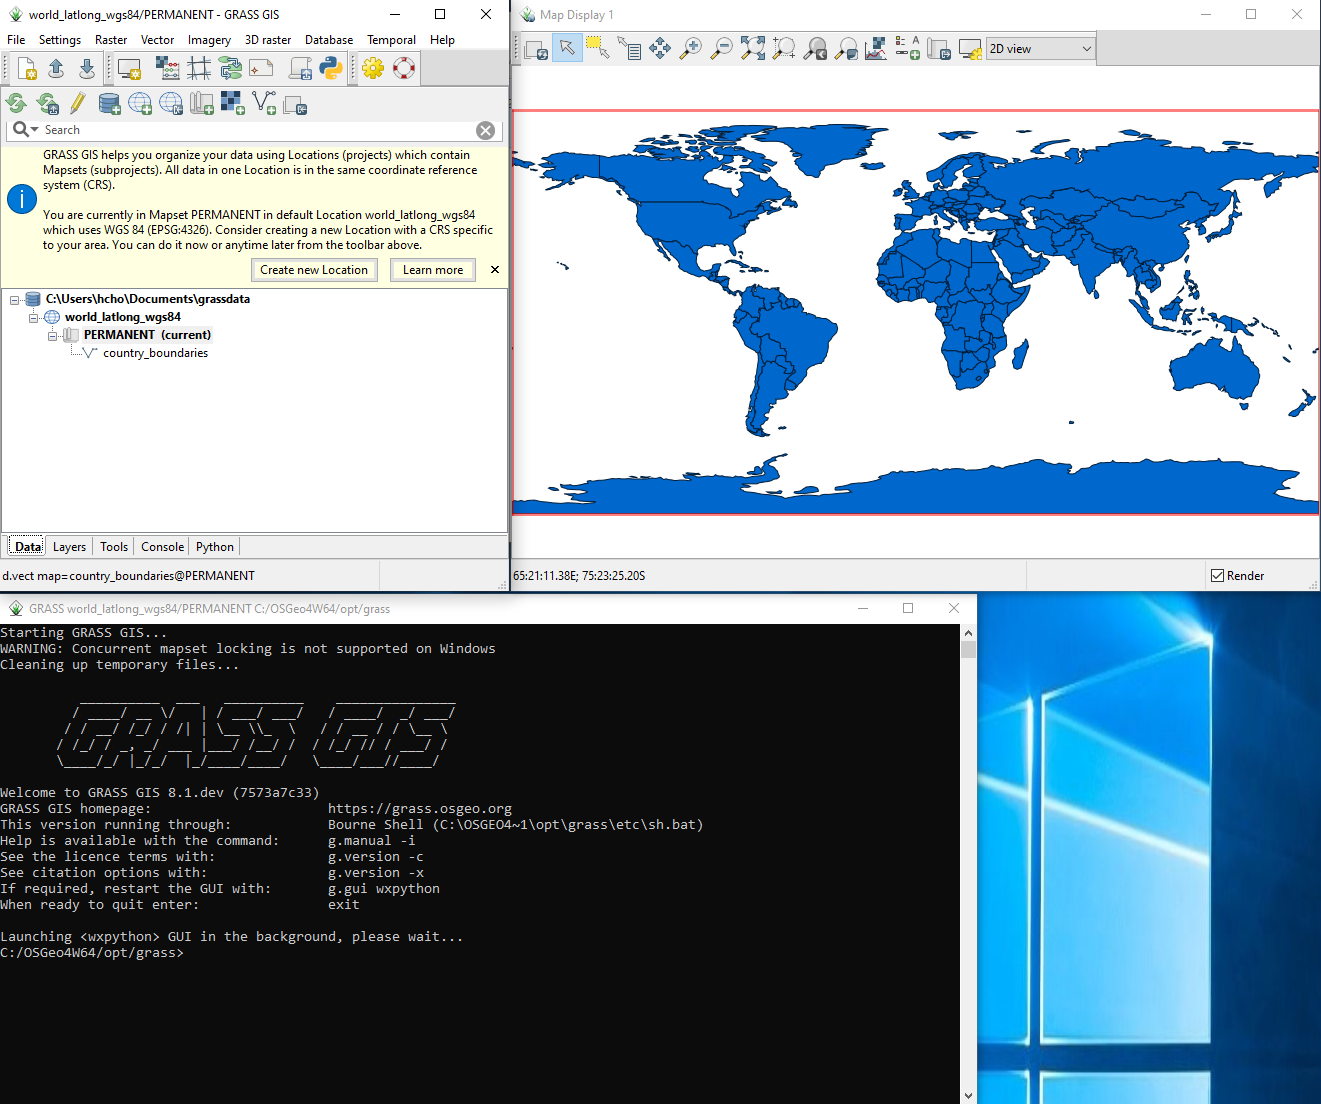 world_latlong_wgs84/PERMANENT - GRASS GIS
File Settings Raster Vector Imagery 3D raster Database Temporal Help
Search
GRASS GIS helps you organize your data using Locations (projects) which contain
Mapsets (subprojects). All data in one Location is in the same coordinate reference
system (CRS).
You are currently in Mapset PERMANENT in default Location world_latlong_wgs84
which uses WGS 84 (EPSG:4326). Consider creating a new Location with a CRS specific
to your area. You can do it now or anytime later from the toolbar above.
Create new Location Learn more
C:\Users\hcho\Documents\grassdata
world_latlong_wgs84
PERMANENT (current)
country_boundaries
Data Layers Tools Console Python
d.vect map=country_boundaries@PERMANENT
Map Display 1
2D view
65:21:11.38E; 75:23:25.20S
Render
GRASS world_latlong_wgs84/PERMANENT C:/OSGeo4W64/opt/grass
Starting GRASS GIS...
WARNING: Concurrent mapset locking is not supported on Windows
Cleaning up temporary files...
GRASS GIS
Welcome to GRASS GIS 8.1.dev (7573a7c33)
GRASS GIS homepage: https://grass.osgeo.org
This version running through: Bourne Shell (C:\OSGEO4~1\opt\grass\etc\sh.bat)
Help is available with the command: g.manual -i
See the licence terms with: g.version -c
See citation options with: g.version -x
If required, restart the GUI with: g.gui wxpython
When ready to quit enter: exit
Launching <wxpython> GUI in the background, please wait...
C:/OSGeo4W64/opt/grass>